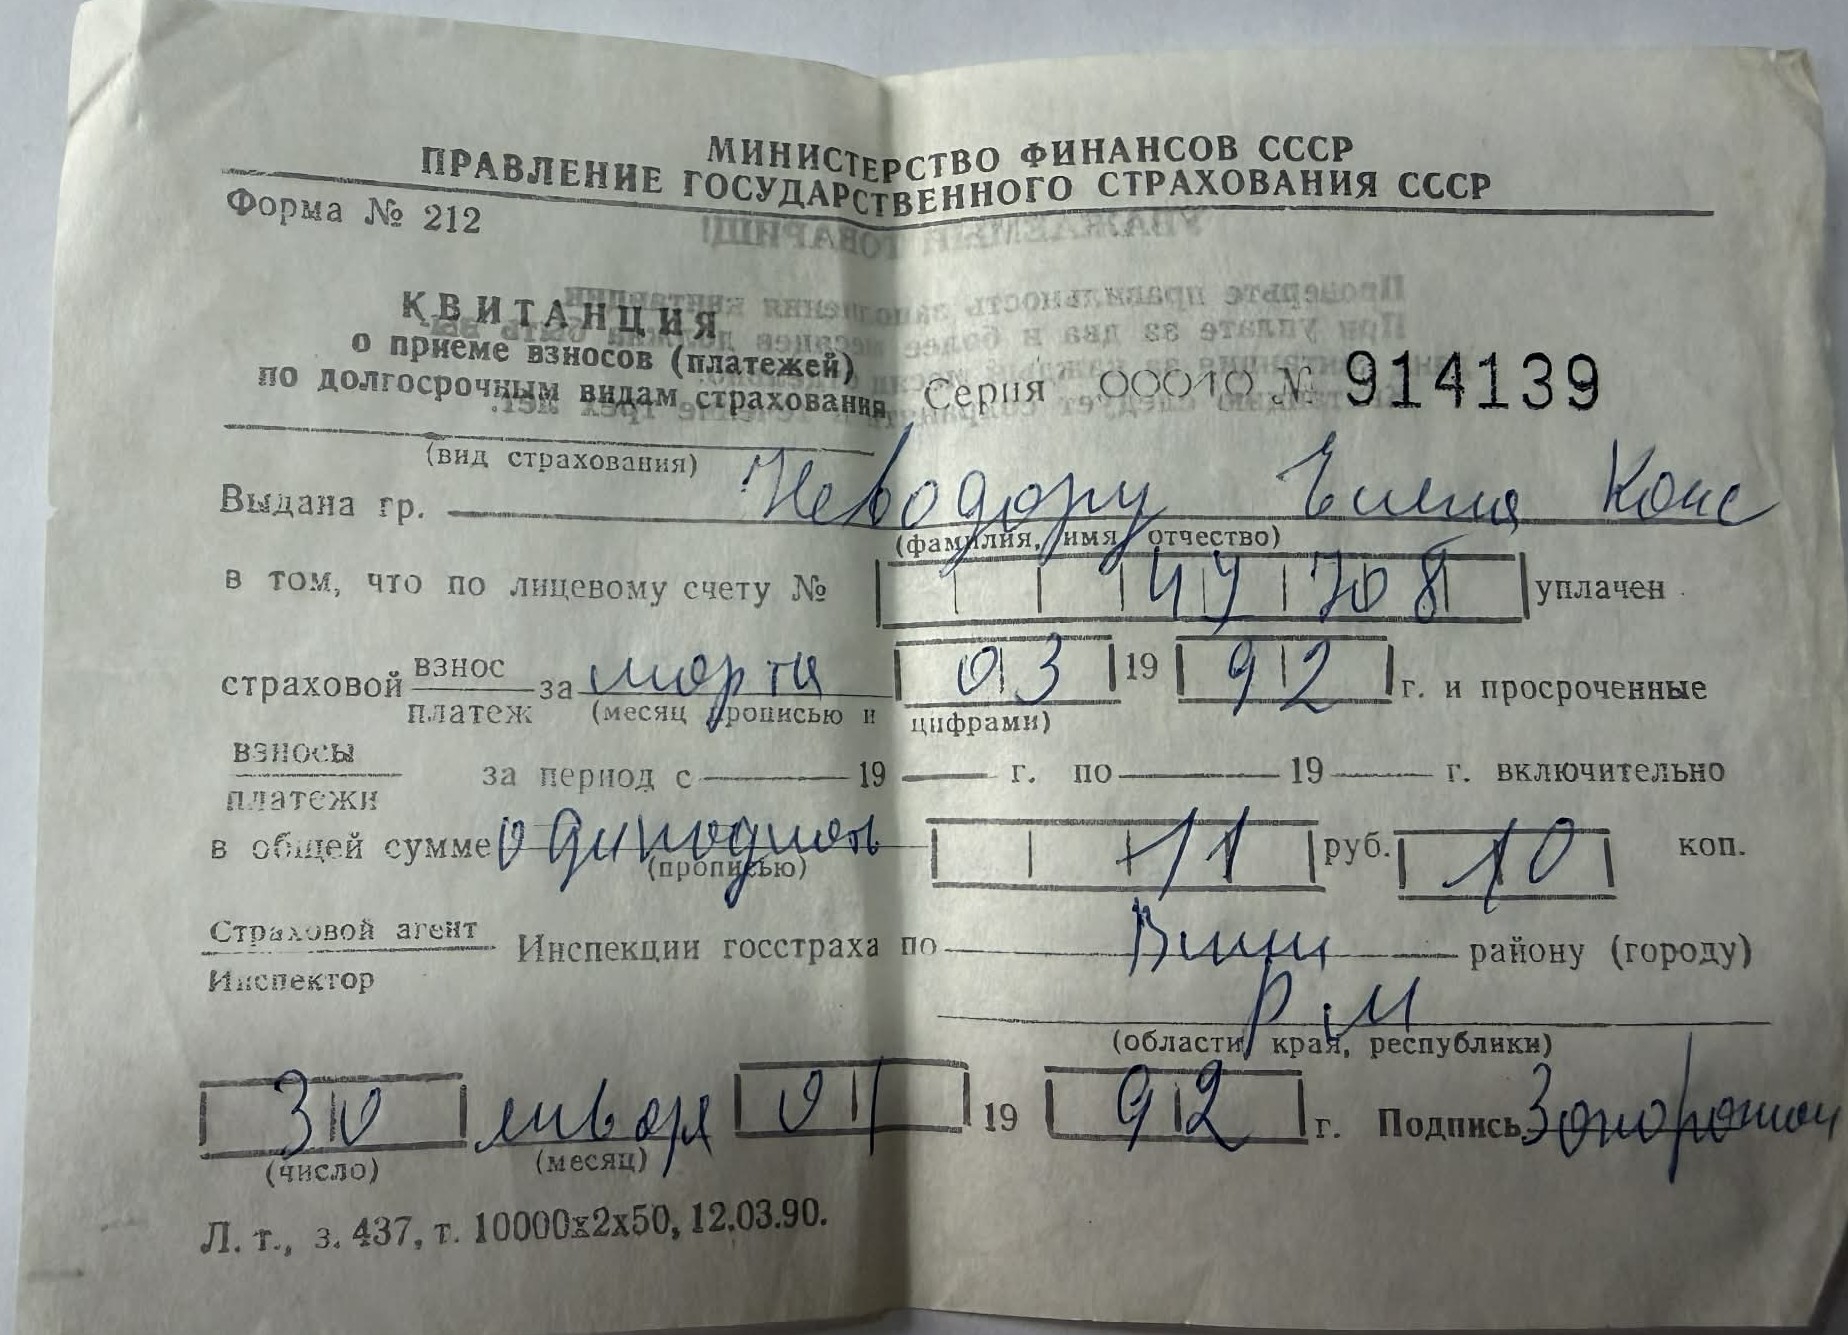 МИНИСТЕРСТВО ФИНАНСОВ СССР
ПРАВЛЕНИЕ ГОСУДАРСТВЕННОГО СТРАХОВАНИЯ СССР
Форма № 212
КВИТАНЦИЯ
о приеме взносов (платежей)
по долгосрочным видам страхования Серия 00010 № 914139
(вид страхования)
Выдана гр. Неводору Елена Конс
(фамилия, имя, отчество)
в том, что по лицевому счету № уплачен
страховой взнос за марта 03 19 92 г. и просроченные
платеж (месяц прописью и цифрами)
взносы
платежи за период с 19 г. по 19 г. включительно
в общей сумме 11 руб. 10 коп.
(прописью)
Страховой агент
Инспектор Инспекции госстраха по району (городу)
Р.М
(области, края, республики)
30 января 01 19 92 г. Подпись
(число) (месяц)
Л. т., з. 437, т. 10000х2х50, 12.03.90.